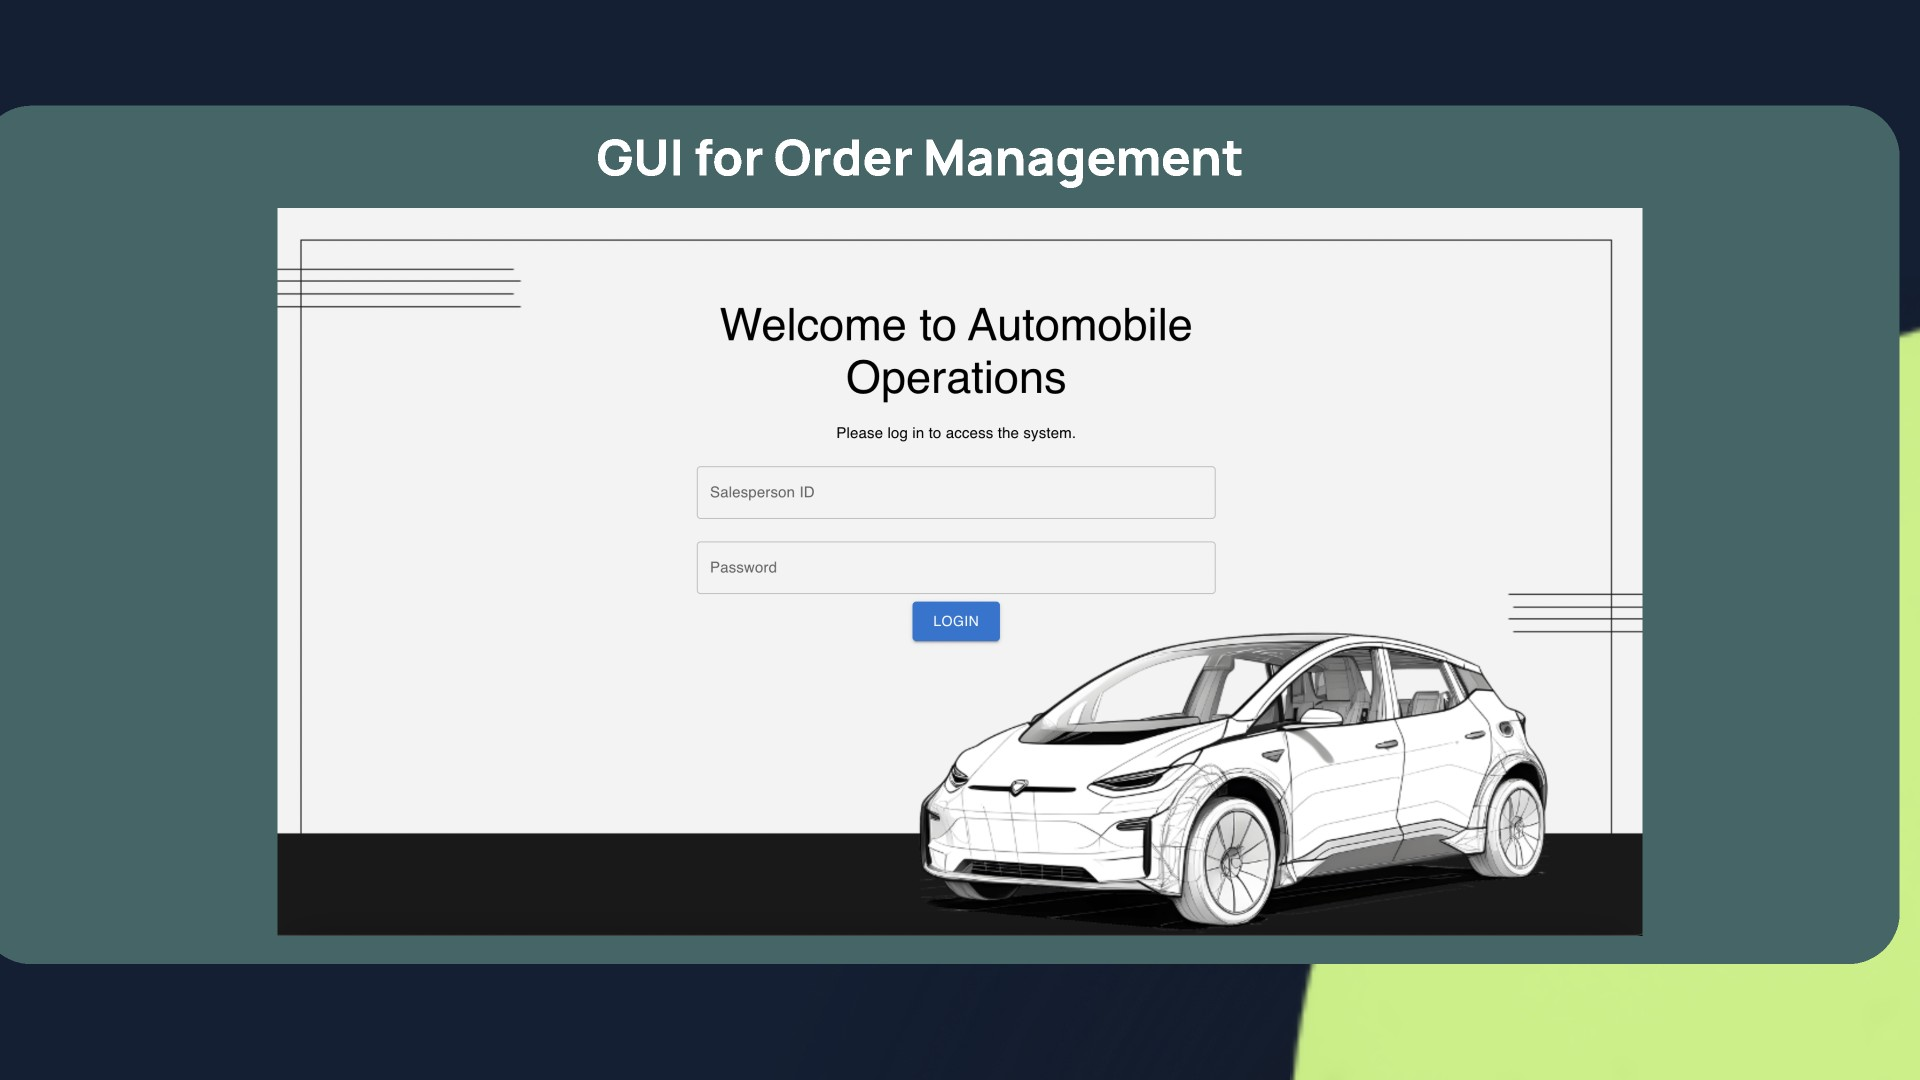 GUI for Order Management
Welcome to Automobile
Operations
Please log in to access the system.
Salesperson ID
Password
LOGIN